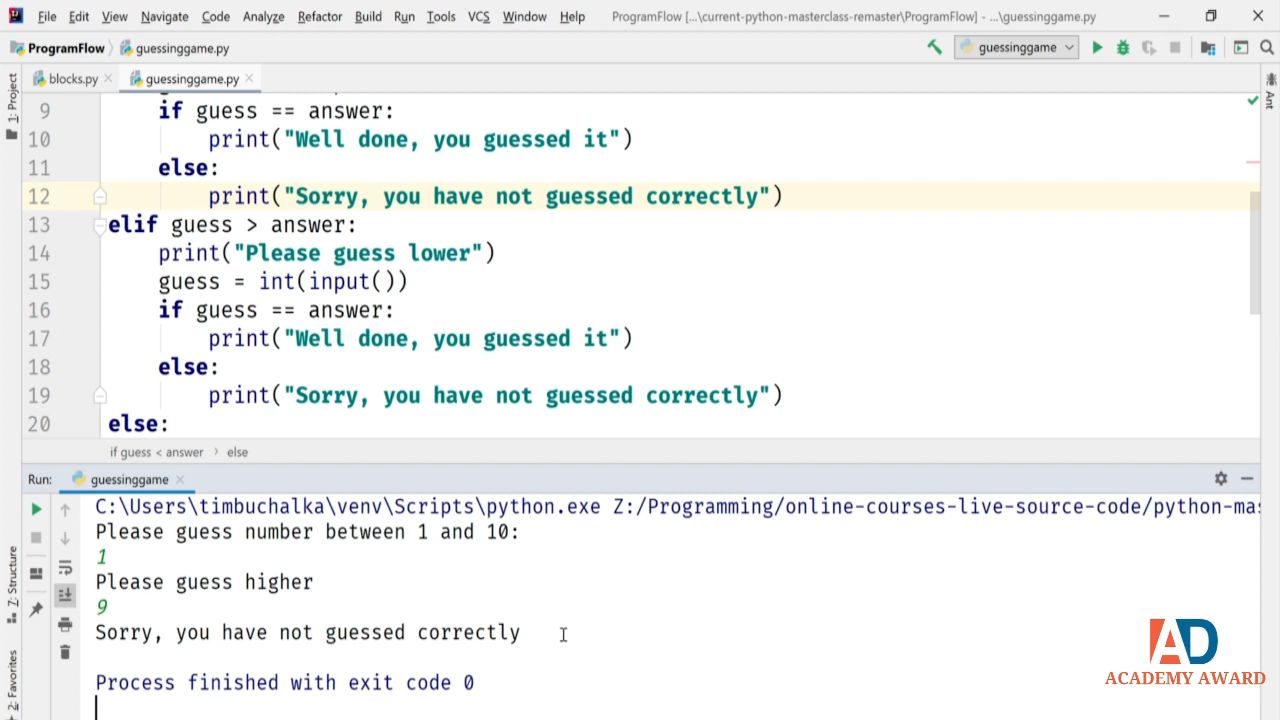 File Edit View Navigate Code Analyze Refactor Build Run Tools VCS Window Help ProgramFlow [...\current-python-masterclass-remaster\ProgramFlow] - ...\guessinggame.py
ProgramFlow guessinggame.py guessinggame
blocks.py guessinggame.py
1: Project
Ant
9 if guess == answer:
10 print("Well done, you guessed it")
11 else:
12 print("Sorry, you have not guessed correctly")
13 elif guess > answer:
14 print("Please guess lower")
15 guess = int(input())
16 if guess == answer:
17 print("Well done, you guessed it")
18 else:
19 print("Sorry, you have not guessed correctly")
20 else:
if guess < answer › else
Run: guessinggame
C:\Users\timbuchalka\venv\Scripts\python.exe Z:/Programming/online-courses-live-source-code/python-mas
Please guess number between 1 and 10:
1
Please guess higher
9
Sorry, you have not guessed correctly
Process finished with exit code 0
Z: Structure
2: Favorites
AD
ACADEMY AWARD